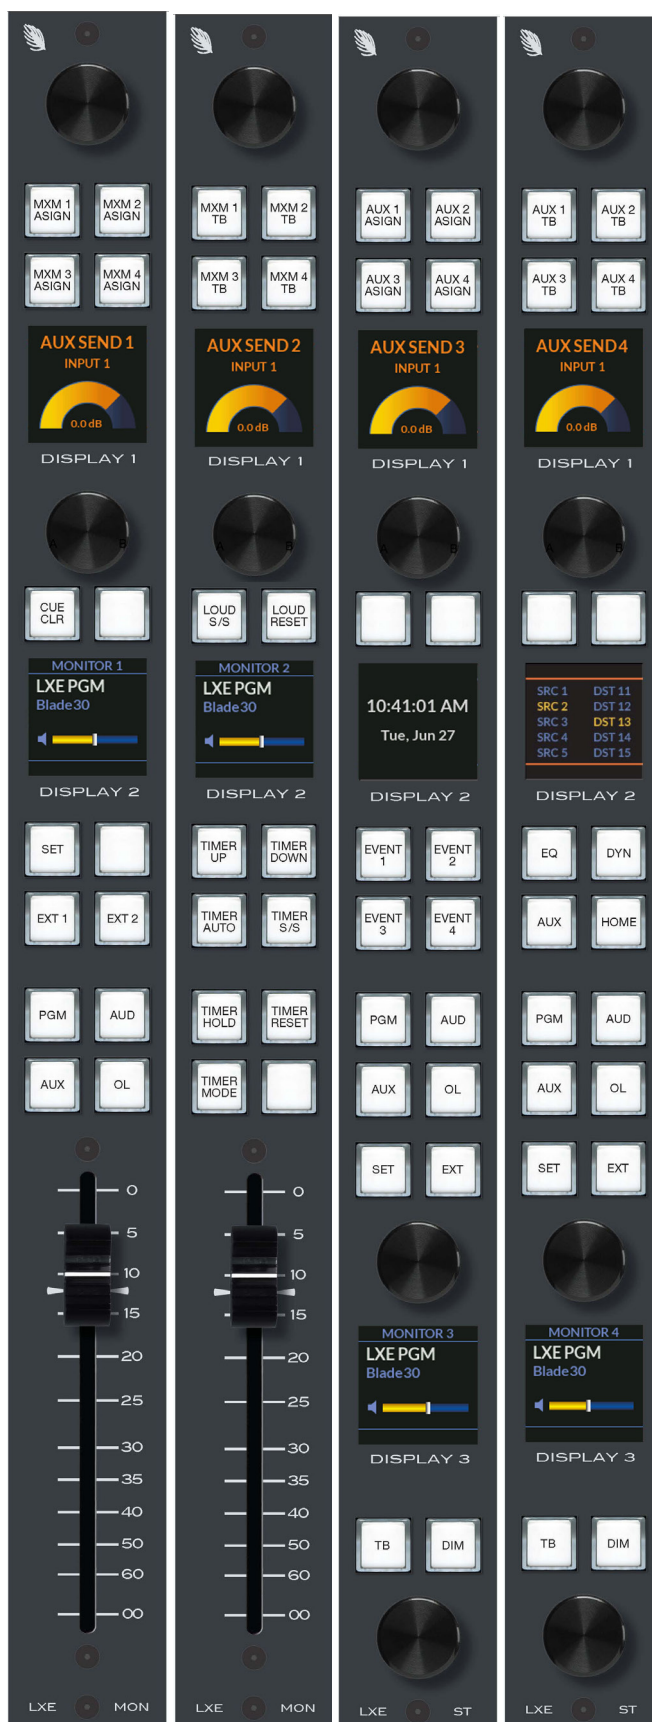 MXM 1
ASIGN
MXM 2
ASIGN
MXM 3
ASIGN
MXM 4
ASIGN
AUX SEND 1
INPUT 1
0.0 dB
DISPLAY 1
A
B
CUE
CLR
MONITOR 1
LXE PGM
Blade30
DISPLAY 2
SET
EXT 1
EXT 2
PGM
AUD
AUX
OL
0
5
10
15
20
25
30
35
40
50
60
OO
LXE
MON
MXM 1
TB
MXM 2
TB
MXM 3
TB
MXM 4
TB
AUX SEND 2
INPUT 1
0.0 dB
DISPLAY 1
A
B
LOUD
S/S
LOUD
RESET
MONITOR 2
LXE PGM
Blade30
DISPLAY 2
TIMER
UP
TIMER
DOWN
TIMER
AUTO
TIMER
S/S
TIMER
HOLD
TIMER
RESET
TIMER
MODE
0
5
10
15
20
25
30
35
40
50
60
OO
LXE
MON
AUX 1
ASIGN
AUX 2
ASIGN
AUX 3
ASIGN
AUX 4
ASIGN
AUX SEND 3
INPUT 1
0.0 dB
DISPLAY 1
A
B
10:41:01 AM
Tue, Jun 27
DISPLAY 2
EVENT
1
EVENT
2
EVENT
3
EVENT
4
PGM
AUD
AUX
OL
SET
EXT
MONITOR 3
LXE PGM
Blade30
DISPLAY 3
TB
DIM
LXE
ST
AUX 1
TB
AUX 2
TB
AUX 3
TB
AUX 4
TB
AUX SEND 4
INPUT 1
0.0 dB
DISPLAY 1
A
B
SRC 1 DST 11
SRC 2 DST 12
SRC 3 DST 13
SRC 4 DST 14
SRC 5 DST 15
DISPLAY 2
EQ
DYN
AUX
HOME
PGM
AUD
AUX
OL
SET
EXT
MONITOR 4
LXE PGM
Blade30
DISPLAY 3
TB
DIM
LXE
ST